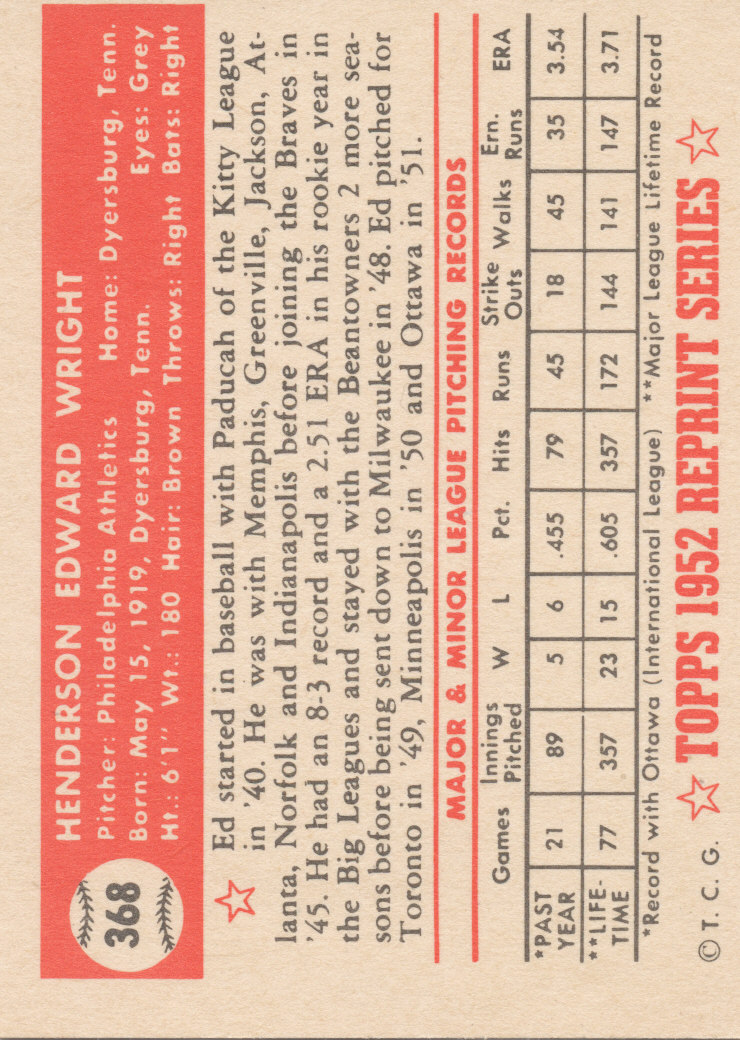 368
HENDERSON EDWARD WRIGHT
Pitcher: Philadelphia Athletics Home: Dyersburg, Tenn.
Born: May 15, 1919, Dyersburg, Tenn. Eyes: Grey
Ht.: 6'1" Wt.: 180 Hair: Brown Throws: Right Bats: Right
Ed started in baseball with Paducah of the Kitty League
in '40. He was with Memphis, Greenville, Jackson, At-
lanta, Norfolk and Indianapolis before joining the Braves in
'45. He had an 8-3 record and a 2.51 ERA in his rookie year in
the Big Leagues and stayed with the Beantowners 2 more sea-
sons before being sent down to Milwaukee in '48. Ed pitched for
Toronto in '49, Minneapolis in '50 and Ottawa in '51.
MAJOR & MINOR LEAGUE PITCHING RECORDS
Games Innings Pitched W L Pct. Hits Runs Strike Outs Walks Ern. Runs ERA
*PAST YEAR 21 89 5 6 .455 79 45 18 45 35 3.54
**LIFE-TIME 77 357 23 15 .605 357 172 144 141 147 3.71
*Record with Ottawa (International League) **Major League Lifetime Record
© T. C. G. TOPPS 1952 REPRINT SERIES